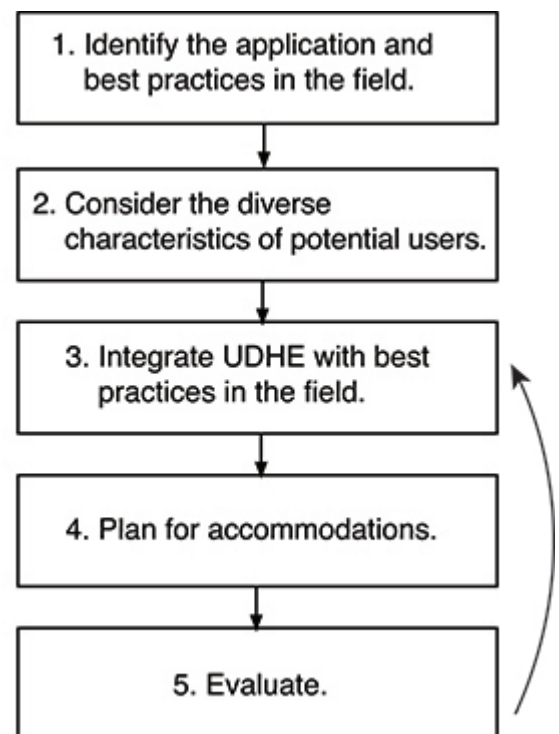 1. Identify the application and
best practices in the field.
2. Consider the diverse
characteristics of potential users.
3. Integrate UDHE with best
practices in the field.
4. Plan for accommodations.
5. Evaluate.